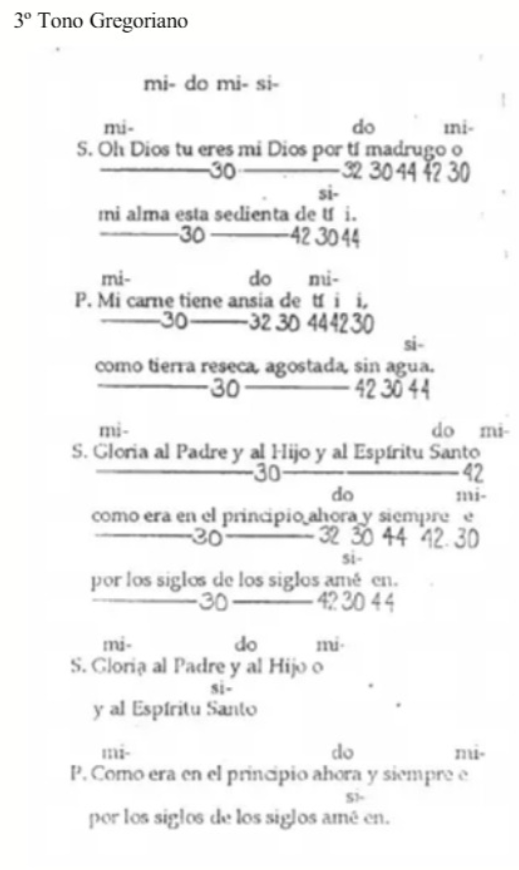 3º Tono Gregoriano
mi- do mi- si-
mi- do mi-
S. Oh Dios tu eres mi Dios por tí madrugo o
30 32 30 44 42 30
si-
mi alma esta sedienta de tí i.
30 42 30 44
mi- do mi-
P. Mi carne tiene ansia de tí i i,
30 32 30 44 42 30
si-
como tierra reseca, agostada, sin agua.
30 42 30 44
mi- do mi-
S. Gloria al Padre y al Hijo y al Espíritu Santo
30 42
do mi-
como era en el principio ahora y siempre e
30 32 30 44 42. 30
si-
por los siglos de los siglos amé en.
30 42 30 44
mi- do mi-
S. Gloria al Padre y al Hijo o
si-
y al Espíritu Santo
mi- do mi-
P. Como era en el principio ahora y siempre e
si-
por los siglos de los siglos amé en.